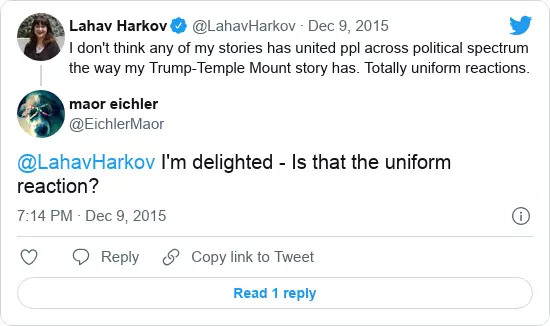 Lahav Harkov @LahavHarkov · Dec 9, 2015
I don't think any of my stories has united ppl across political spectrum
the way my Trump-Temple Mount story has. Totally uniform reactions.
maor eichler
@EichlerMaor
@LahavHarkov I'm delighted - Is that the uniform
reaction?
7:14 PM · Dec 9, 2015
Reply
Copy link to Tweet
Read 1 reply